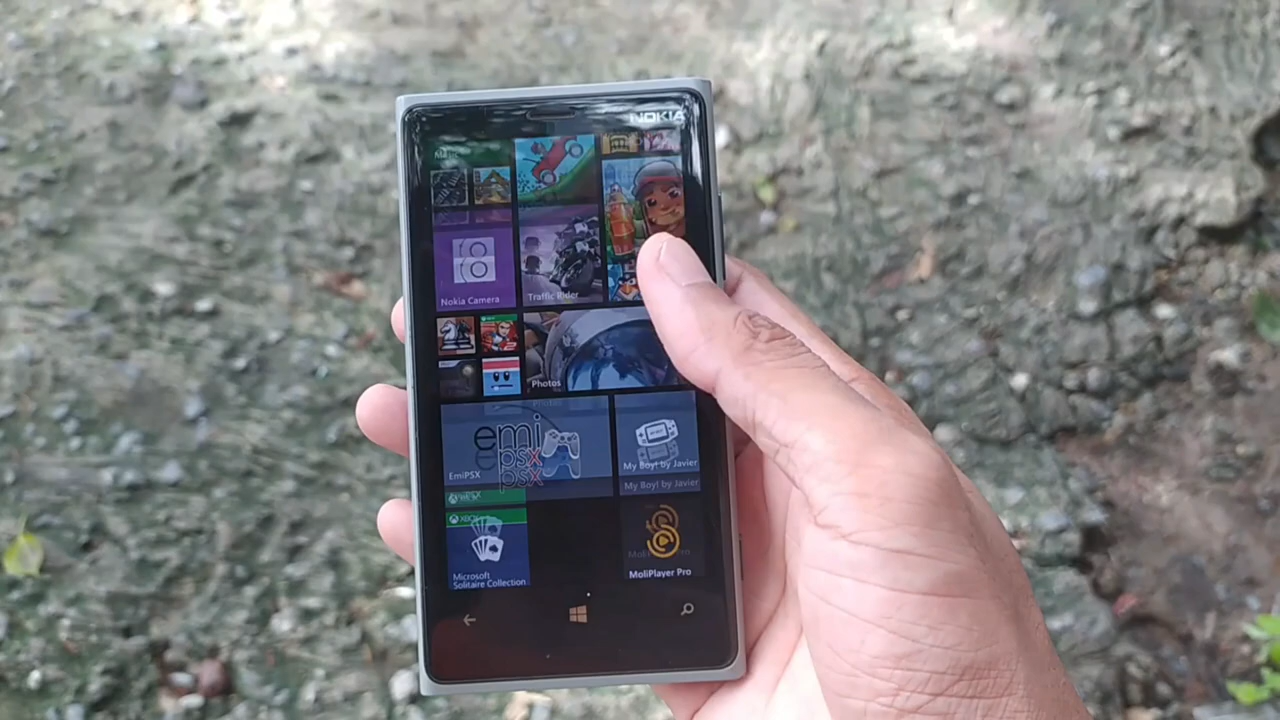 NOKIA
Nokia Camera
Traffic Rider
Photos
emi
psx
psx
EmiPSX
My Boy! by Javier
My Boy! by Javier
XBOX
Microsoft
Solitaire Collection
MoliPlayer Pro